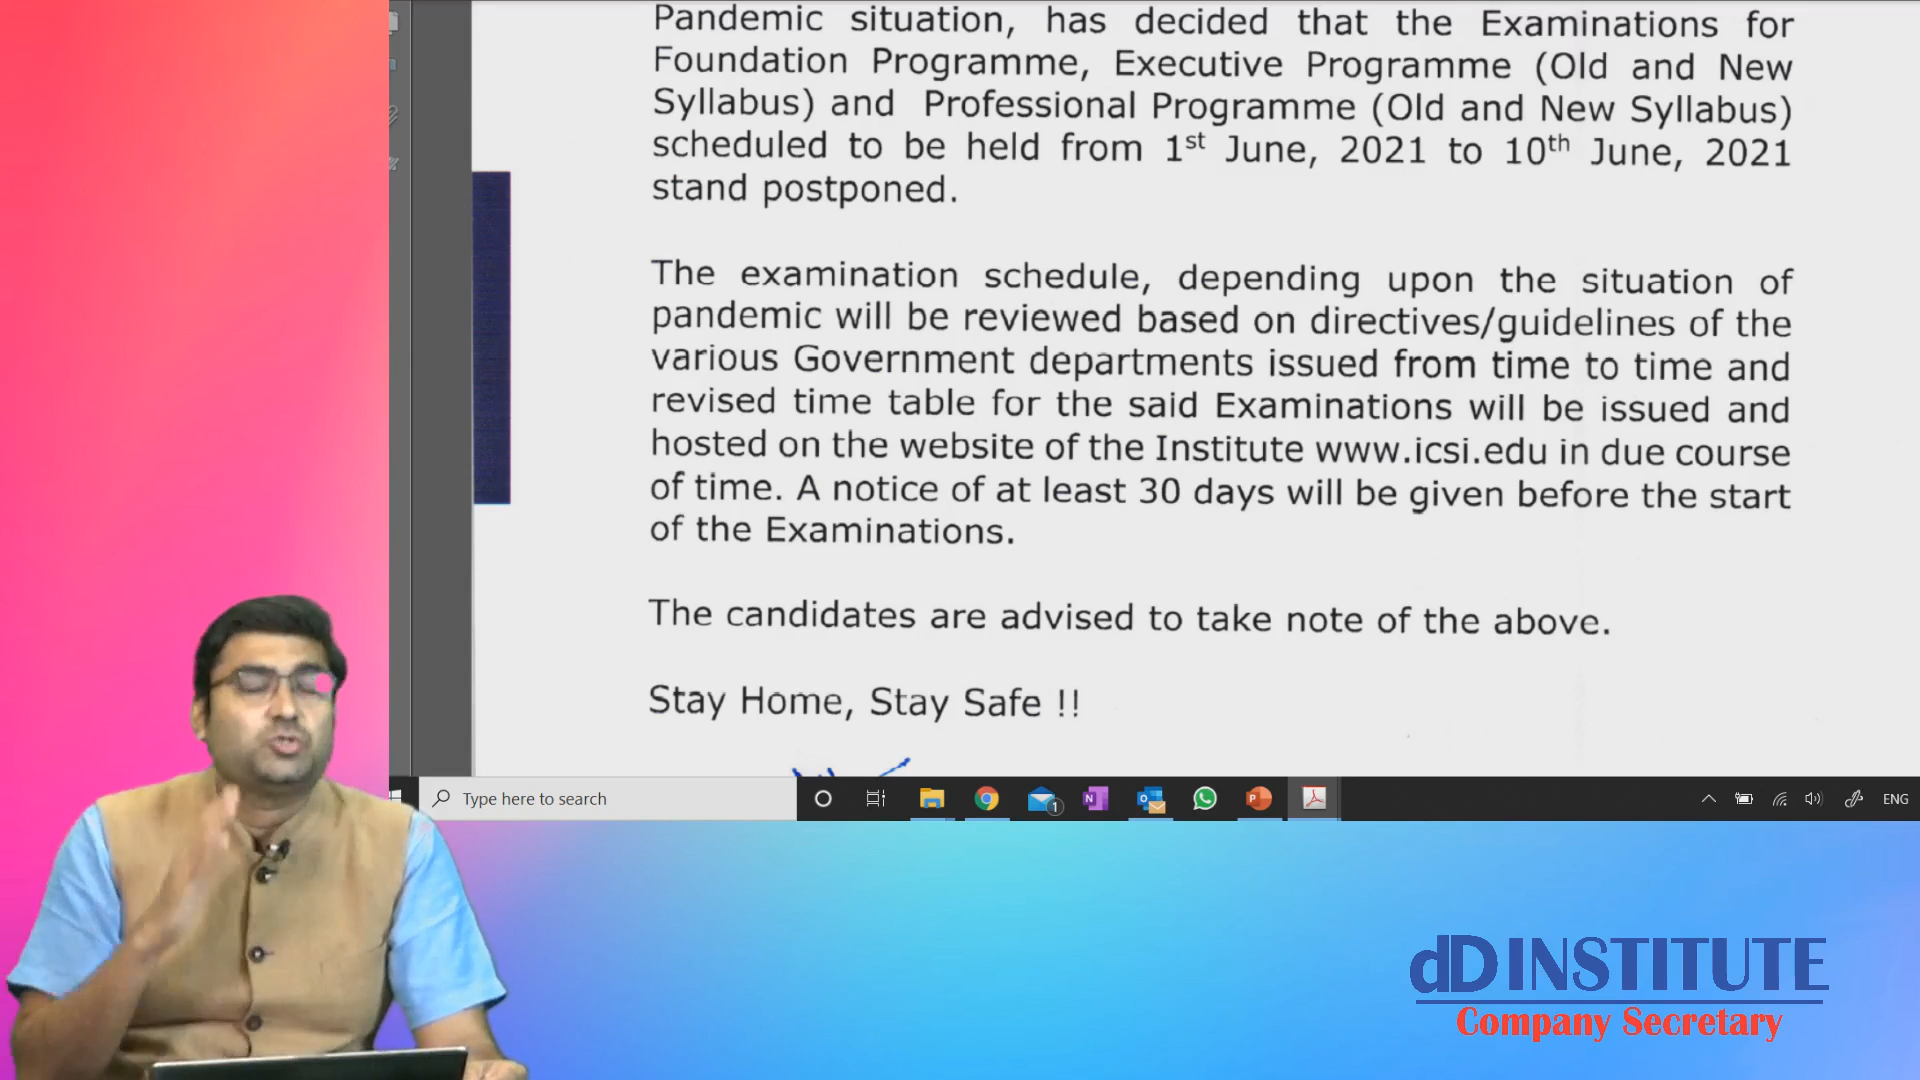 Pandemic situation, has decided that the Examinations for
Foundation Programme, Executive Programme (Old and New
Syllabus) and Professional Programme (Old and New Syllabus)
scheduled to be held from 1st June, 2021 to 10th June, 2021
stand postponed.
The examination schedule, depending upon the situation of
pandemic will be reviewed based on directives/guidelines of the
various Government departments issued from time to time and
revised time table for the said Examinations will be issued and
hosted on the website of the Institute www.icsi.edu in due course
of time. A notice of at least 30 days will be given before the start
of the Examinations.
The candidates are advised to take note of the above.
Stay Home, Stay Safe !!
Type here to search
1
ENG
dD INSTITUTE
Company Secretary